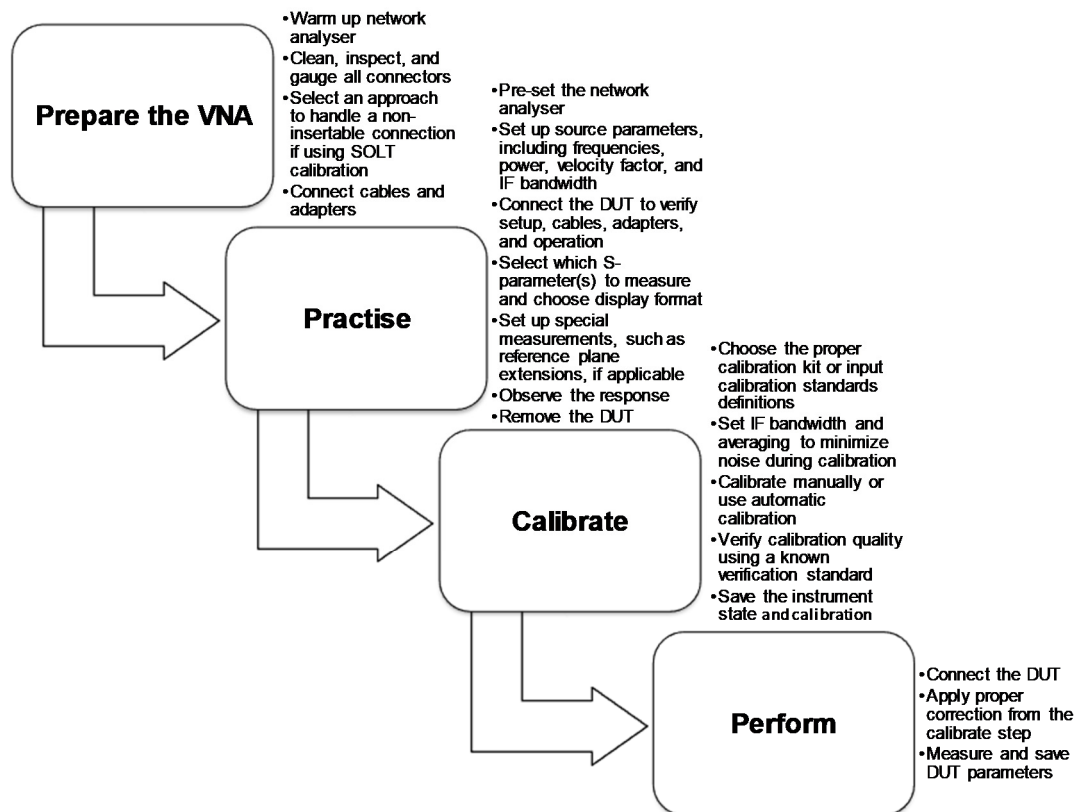 Prepare the VNA
•Warm up network
analyser
•Clean, inspect, and
gauge all connectors
•Select an approach
to handle a non-
insertable connection
if using SOLT
calibration
•Connect cables and
adapters
Practise
•Pre-set the network
analyser
•Set up source parameters,
including frequencies,
power, velocity factor, and
IF bandwidth
•Connect the DUT to verify
setup, cables, adapters,
and operation
•Select which S-
parameter(s) to measure
and choose display format
•Set up special
measurements, such as
reference plane
extensions, if applicable
•Observe the response
•Remove the DUT
Calibrate
•Choose the proper
calibration kit or input
calibration standards
definitions
•Set IF bandwidth and
averaging to minimize
noise during calibration
•Calibrate manually or
use automatic
calibration
•Verify calibration quality
using a known
verification standard
•Save the instrument
state and calibration
Perform
•Connect the DUT
•Apply proper
correction from the
calibrate step
•Measure and save
DUT parameters